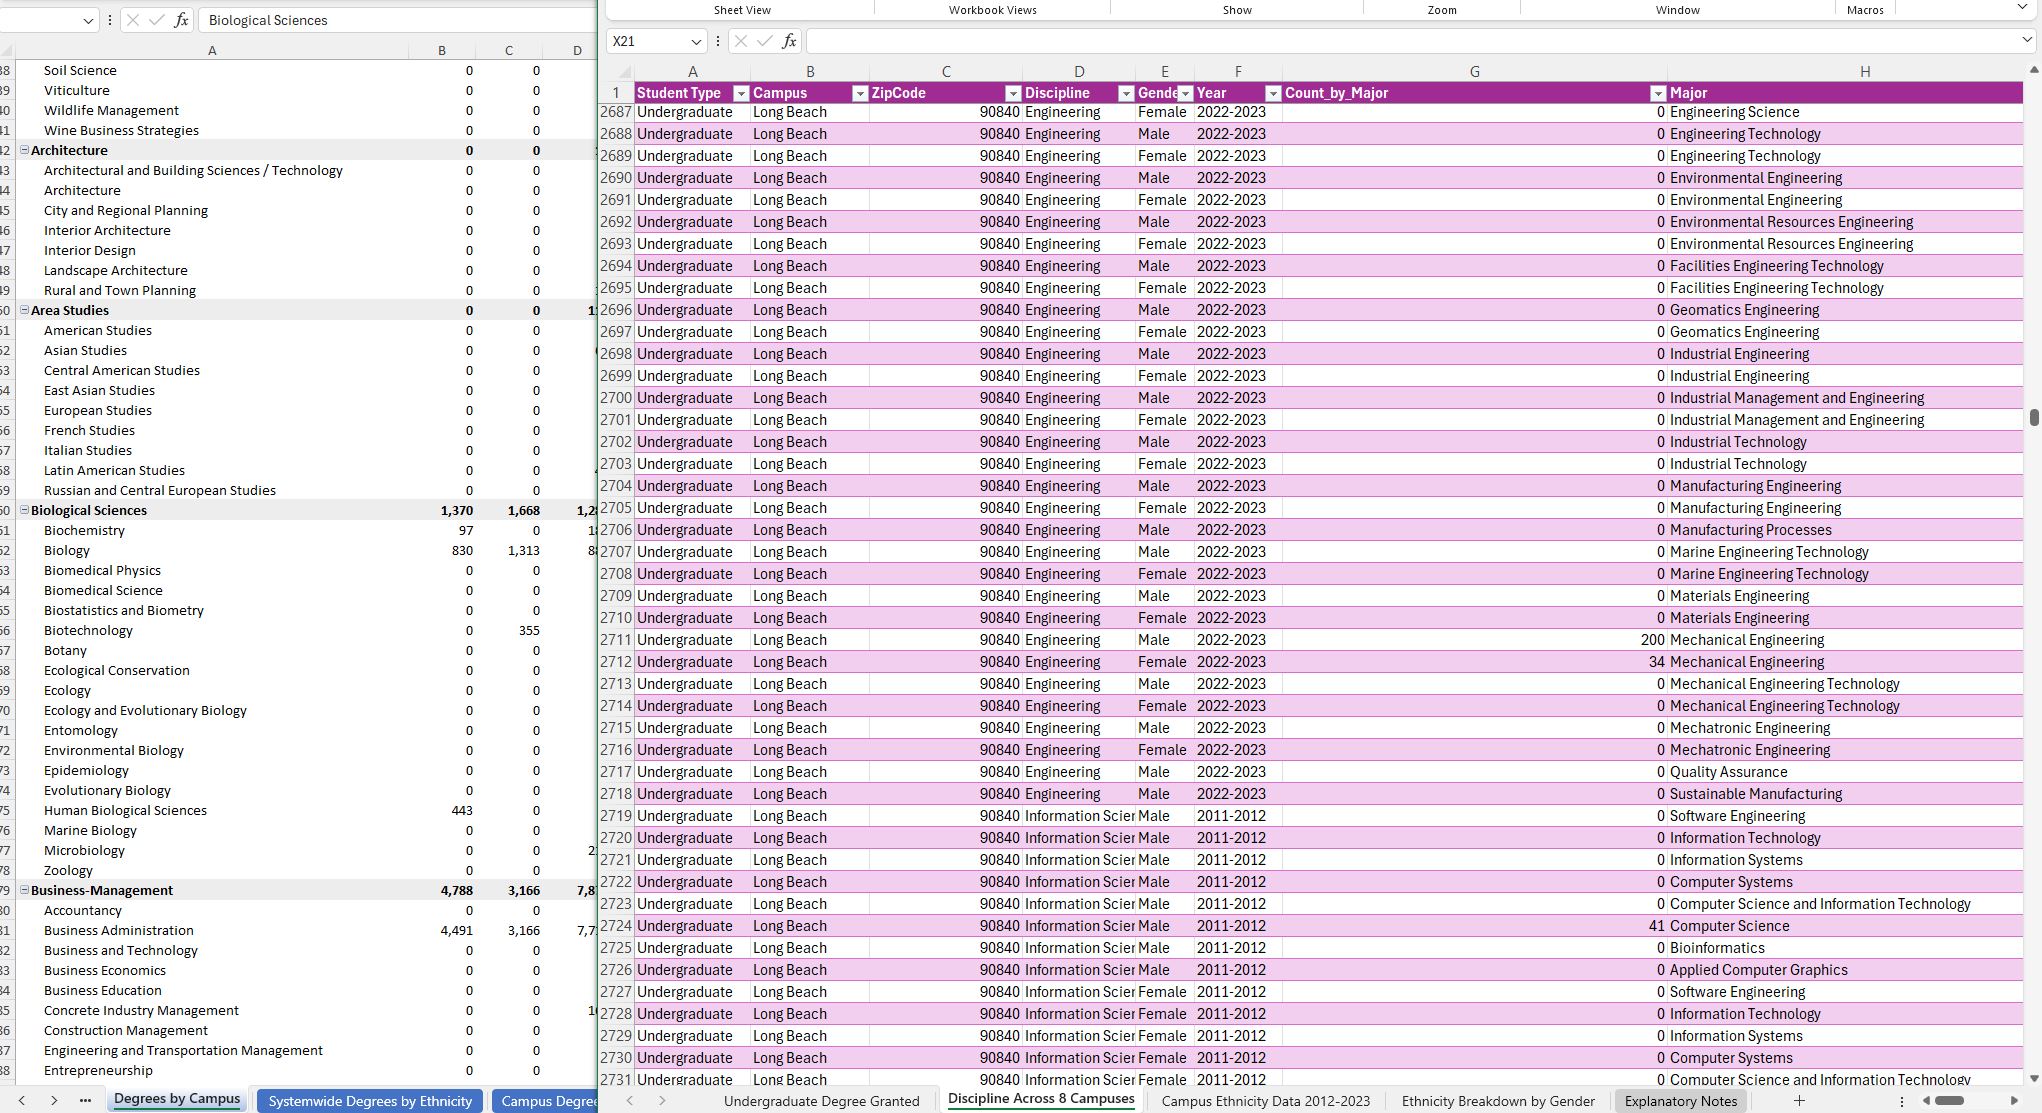 Biological Sciences
A B C D
38 Soil Science 0 0
39 Viticulture 0 0
40 Wildlife Management 0 0
41 Wine Business Strategies 0 0
42 Architecture 0 0
43 Architectural and Building Sciences / Technology 0 0
44 Architecture 0 0
45 City and Regional Planning 0 0
46 Interior Architecture 0 0
47 Interior Design 0 0
48 Landscape Architecture 0 0
49 Rural and Town Planning 0 0
50 Area Studies 0 0
51 American Studies 0 0
52 Asian Studies 0 0
53 Central American Studies 0 0
54 East Asian Studies 0 0
55 European Studies 0 0
56 French Studies 0 0
57 Italian Studies 0 0
58 Latin American Studies 0 0
59 Russian and Central European Studies 0 0
60 Biological Sciences 1,370 1,668 1,28
61 Biochemistry 97 0
62 Biology 830 1,313
63 Biomedical Physics 0 0
64 Biomedical Science 0 0
65 Biostatistics and Biometry 0 0
66 Biotechnology 0 355
67 Botany 0 0
68 Ecological Conservation 0 0
69 Ecology 0 0
70 Ecology and Evolutionary Biology 0 0
71 Entomology 0 0
72 Environmental Biology 0 0
73 Epidemiology 0 0
74 Evolutionary Biology 0 0
75 Human Biological Sciences 443 0
76 Marine Biology 0 0
77 Microbiology 0 0
78 Zoology 0 0
79 Business-Management 4,788 3,166 7,8
80 Accountancy 0 0
81 Business Administration 4,491 3,166 7,7
82 Business and Technology 0 0
83 Business Economics 0 0
84 Business Education 0 0
85 Concrete Industry Management 0 0
86 Construction Management 0 0
87 Engineering and Transportation Management 0 0
88 Entrepreneurship 0 0
Degrees by Campus Systemwide Degrees by Ethnicity Campus Degree
Sheet View Workbook Views Show Zoom Window Macros
X21
A B C D E F G H
1 Student Type Campus ZipCode Discipline Gende Year Count_by_Major Major
2687 Undergraduate Long Beach 90840 Engineering Female 2022-2023 0 Engineering Science
2688 Undergraduate Long Beach 90840 Engineering Male 2022-2023 0 Engineering Technology
2689 Undergraduate Long Beach 90840 Engineering Female 2022-2023 0 Engineering Technology
2690 Undergraduate Long Beach 90840 Engineering Male 2022-2023 0 Environmental Engineering
2691 Undergraduate Long Beach 90840 Engineering Female 2022-2023 0 Environmental Engineering
2692 Undergraduate Long Beach 90840 Engineering Male 2022-2023 0 Environmental Resources Engineering
2693 Undergraduate Long Beach 90840 Engineering Female 2022-2023 0 Environmental Resources Engineering
2694 Undergraduate Long Beach 90840 Engineering Male 2022-2023 0 Facilities Engineering Technology
2695 Undergraduate Long Beach 90840 Engineering Female 2022-2023 0 Facilities Engineering Technology
2696 Undergraduate Long Beach 90840 Engineering Male 2022-2023 0 Geomatics Engineering
2697 Undergraduate Long Beach 90840 Engineering Female 2022-2023 0 Geomatics Engineering
2698 Undergraduate Long Beach 90840 Engineering Male 2022-2023 0 Industrial Engineering
2699 Undergraduate Long Beach 90840 Engineering Female 2022-2023 0 Industrial Engineering
2700 Undergraduate Long Beach 90840 Engineering Male 2022-2023 0 Industrial Management and Engineering
2701 Undergraduate Long Beach 90840 Engineering Female 2022-2023 0 Industrial Management and Engineering
2702 Undergraduate Long Beach 90840 Engineering Male 2022-2023 0 Industrial Technology
2703 Undergraduate Long Beach 90840 Engineering Female 2022-2023 0 Industrial Technology
2704 Undergraduate Long Beach 90840 Engineering Male 2022-2023 0 Manufacturing Engineering
2705 Undergraduate Long Beach 90840 Engineering Female 2022-2023 0 Manufacturing Engineering
2706 Undergraduate Long Beach 90840 Engineering Male 2022-2023 0 Manufacturing Processes
2707 Undergraduate Long Beach 90840 Engineering Male 2022-2023 0 Marine Engineering Technology
2708 Undergraduate Long Beach 90840 Engineering Female 2022-2023 0 Marine Engineering Technology
2709 Undergraduate Long Beach 90840 Engineering Male 2022-2023 0 Materials Engineering
2710 Undergraduate Long Beach 90840 Engineering Female 2022-2023 0 Materials Engineering
2711 Undergraduate Long Beach 90840 Engineering Male 2022-2023 200 Mechanical Engineering
2712 Undergraduate Long Beach 90840 Engineering Female 2022-2023 34 Mechanical Engineering
2713 Undergraduate Long Beach 90840 Engineering Male 2022-2023 0 Mechanical Engineering Technology
2714 Undergraduate Long Beach 90840 Engineering Female 2022-2023 0 Mechanical Engineering Technology
2715 Undergraduate Long Beach 90840 Engineering Male 2022-2023 0 Mechatronic Engineering
2716 Undergraduate Long Beach 90840 Engineering Female 2022-2023 0 Mechatronic Engineering
2717 Undergraduate Long Beach 90840 Engineering Male 2022-2023 0 Quality Assurance
2718 Undergraduate Long Beach 90840 Engineering Male 2022-2023 0 Sustainable Manufacturing
2719 Undergraduate Long Beach 90840 Information Scier Male 2011-2012 0 Software Engineering
2720 Undergraduate Long Beach 90840 Information Scier Male 2011-2012 0 Information Technology
2721 Undergraduate Long Beach 90840 Information Scier Male 2011-2012 0 Information Systems
2722 Undergraduate Long Beach 90840 Information Scier Male 2011-2012 0 Computer Systems
2723 Undergraduate Long Beach 90840 Information Scier Male 2011-2012 0 Computer Science and Information Technology
2724 Undergraduate Long Beach 90840 Information Scier Male 2011-2012 41 Computer Science
2725 Undergraduate Long Beach 90840 Information Scier Male 2011-2012 0 Bioinformatics
2726 Undergraduate Long Beach 90840 Information Scier Male 2011-2012 0 Applied Computer Graphics
2727 Undergraduate Long Beach 90840 Information Scier Female 2011-2012 0 Software Engineering
2728 Undergraduate Long Beach 90840 Information Scier Female 2011-2012 0 Information Technology
2729 Undergraduate Long Beach 90840 Information Scier Female 2011-2012 0 Information Systems
2730 Undergraduate Long Beach 90840 Information Scier Female 2011-2012 0 Computer Systems
2731 Undergraduate Long Beach 90840 Information Scier Female 2011-2012 0 Computer Science and Information Technology
Undergraduate Degree Granted Discipline Across 8 Campuses Campus Ethnicity Data 2012-2023 Ethnicity Breakdown by Gender Explanatory Notes